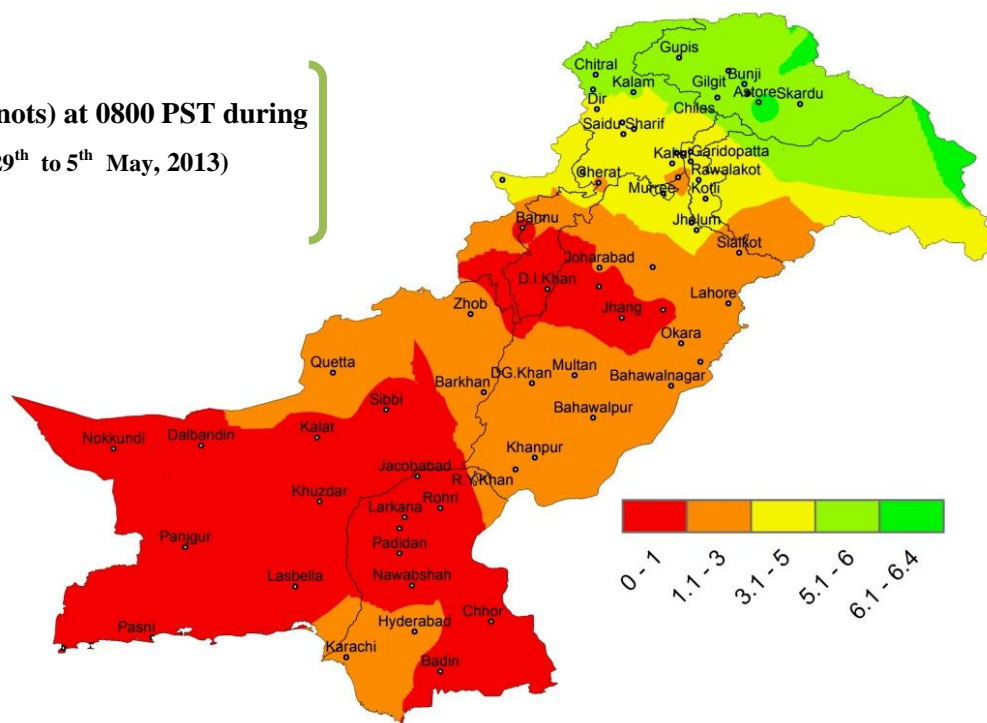 nots) at 0800 PST during
29th to 5th May, 2013)
Gupis
Chitral
Bunji
Kalam
Gilgit
Astore
Skardu
Dir
Chilas
Saidu Sharif
Garidopatta
Cherat
Rawalakot
Murree
Kotli
Bannu
Jhelum
Sialkot
Joharabad
D.I.Khan
Zhob
Jhang
Lahore
Okara
Quetta
Barkhan
DG.Khan
Multan
Bahawalnagar
Sibbi
Bahawalpur
Nokkundi
Dalbandin
Kalat
Khanpur
Jacobabad
R.Y.Khan
Khuzdar
Rohri
Larkana
Panjgur
Padidan
Lasbella
Nawabshah
Chhor
Pasni
Hyderabad
Karachi
Badin
0 - 1
1.1 - 3
3.1 - 5
5.1 - 6
6.1 - 6.4